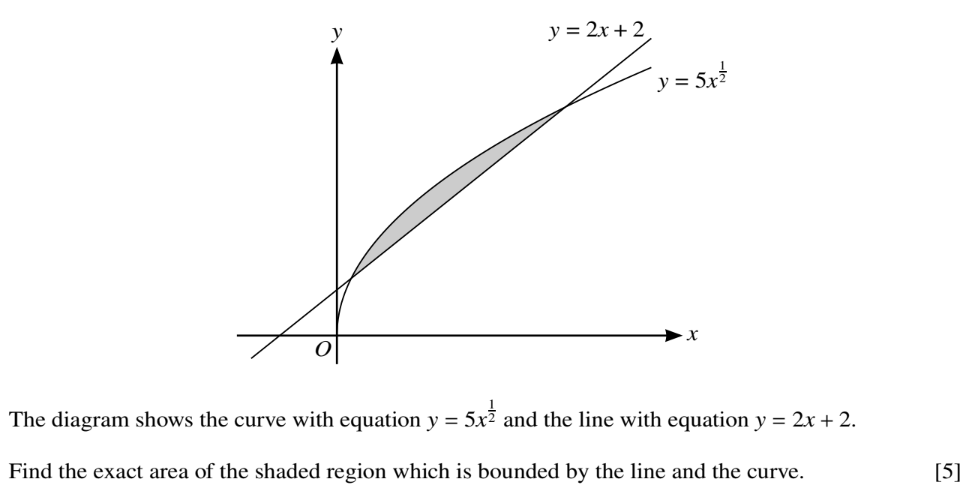 y
y = 2x + 2
y = 5x^{\frac{1}{2}}
x
O
The diagram shows the curve with equation y = 5x^{\frac{1}{2}} and the line with equation y = 2x + 2.
Find the exact area of the shaded region which is bounded by the line and the curve. [5]